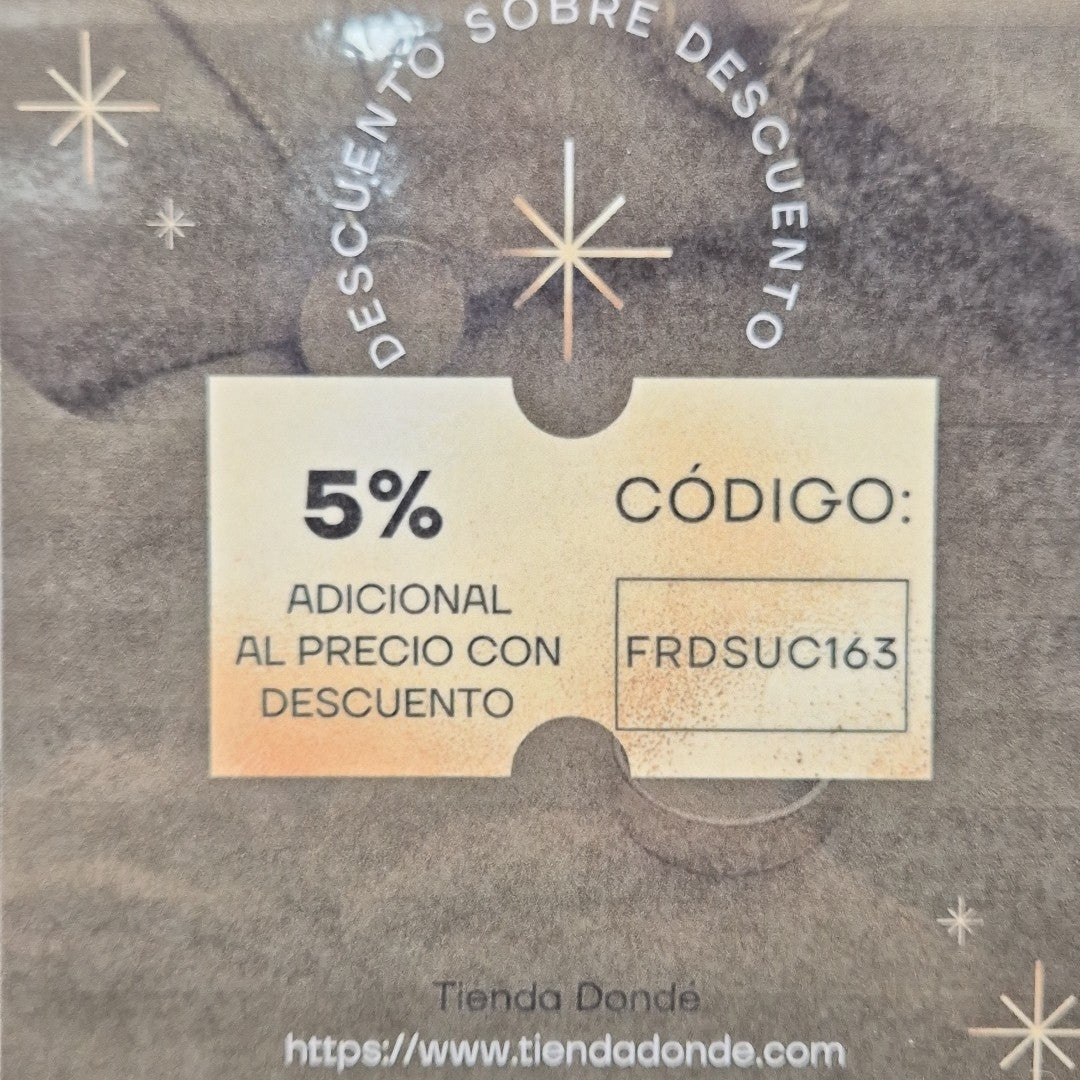 DESCUENTO SOBRE DESCUENTO
5%
ADICIONAL
AL PRECIO CON
DESCUENTO
CÓDIGO:
FRDSUC163
Tienda Dondé
https://www.tiendadonde.com